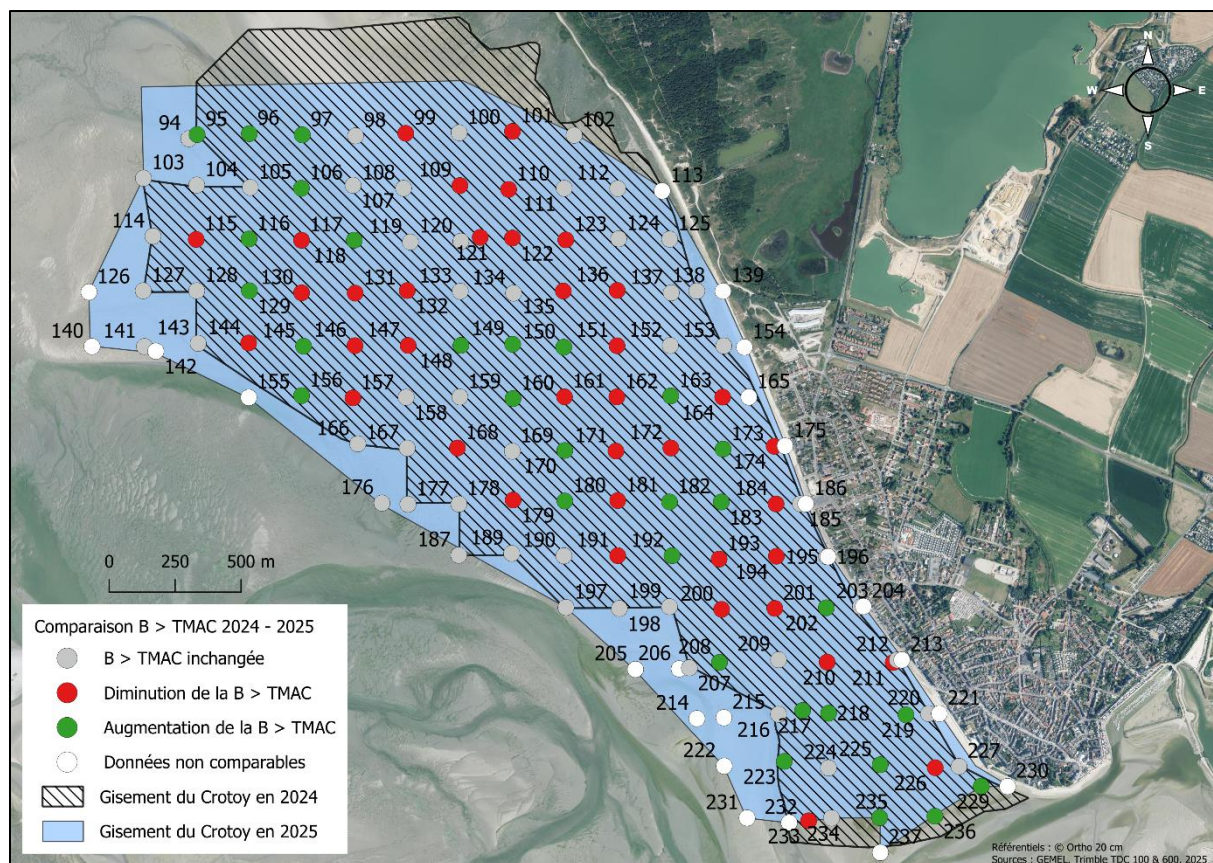 N
W E
S
94 95 96 97 98 99 100 101 102
103 104 105 106 108 109 110 112 113
107 111
114 115 116 117 119 120 123 124 125
118 121 122
126 127 128 130 131 133 134 136 137 138 139
129 132 135
140 141 143 144 145 146 147 149 150 151 152 153 154
142 148
155 156 157 159 160 161 162 163 165
158 164
166 167 168 169 171 172 173 175
170 174
176 177 178 180 181 182 184 186
179 183 185
187 189 190 191 192 193 195 196
194
197 199 200 201 203 204
198 202
205 206 208 209 212 213
207 210 211
214 215 217 218 220 221
216 219
222 223 224 225 227
226 230
229
231 232 235
233 234 236
237
0 250 500 m
Comparaison B > TMAC 2024 - 2025
B > TMAC inchangée
Diminution de la B > TMAC
Augmentation de la B > TMAC
Données non comparables
Gisement du Crotoy en 2024
Gisement du Crotoy en 2025
Référentiels : © Ortho 20 cm
Sources : GEMEL, Trimble TDC 100 & 600, 2025